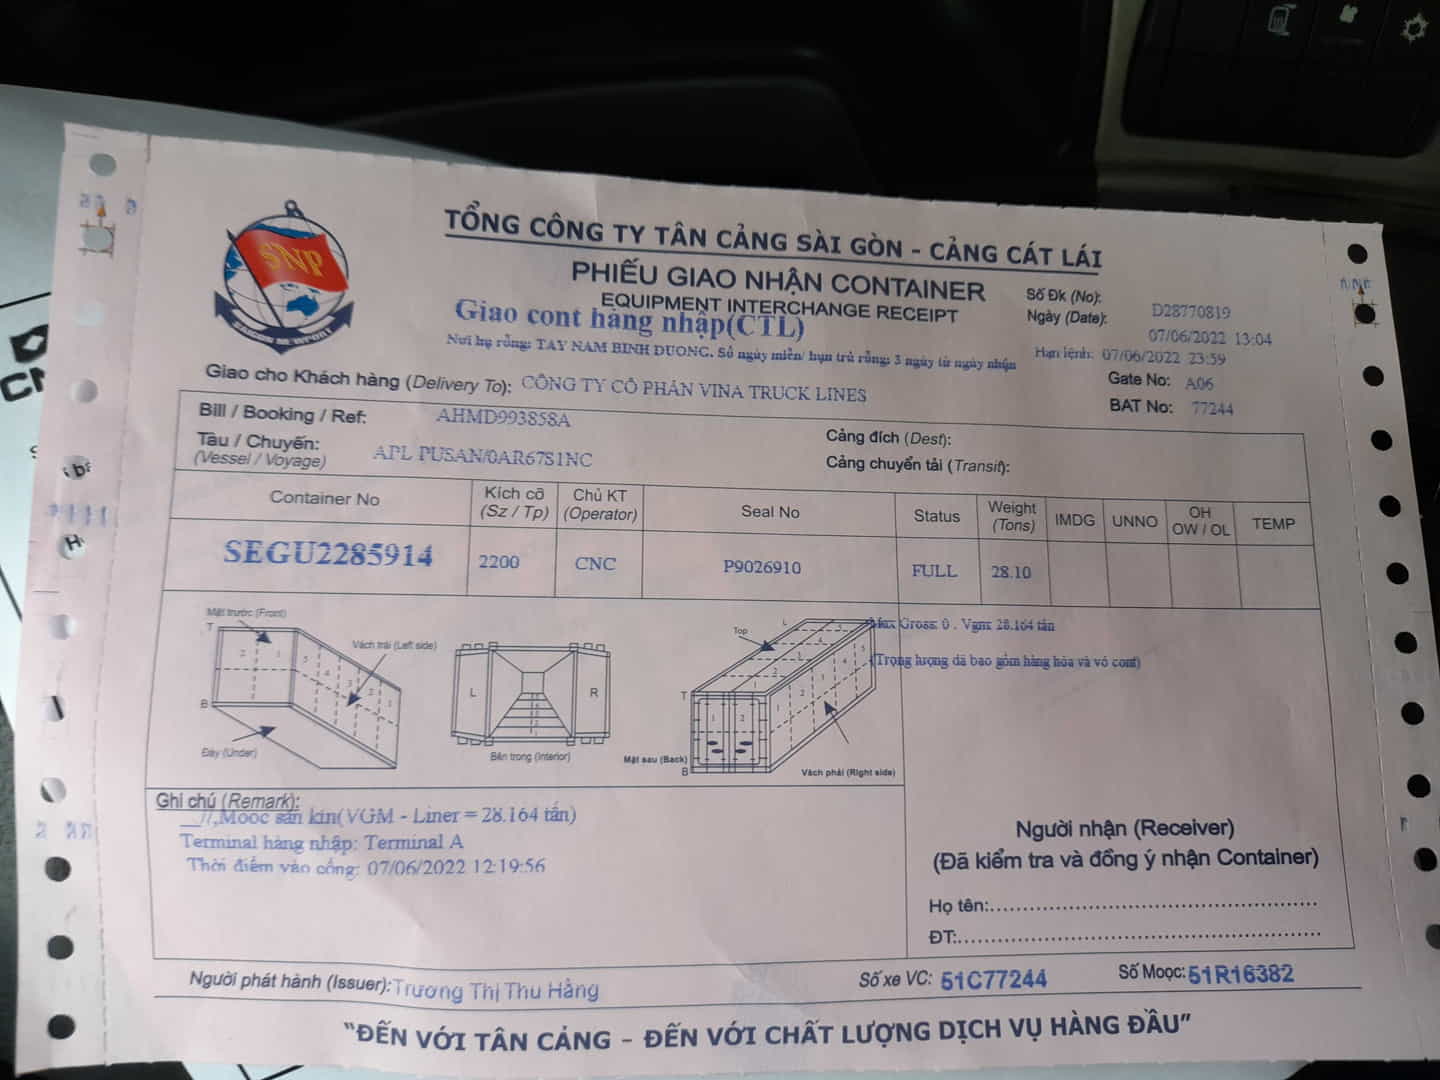 SNP
SAIGON NEWPORT
TỔNG CÔNG TY TÂN CẢNG SÀI GÒN - CẢNG CÁT LÁI
PHIẾU GIAO NHẬN CONTAINER
EQUIPMENT INTERCHANGE RECEIPT
Giao cont hàng nhập(CTL)
Số Đk (No): D28770819
Ngày (Date): 07/06/2022 13:04
Nơi hạ rỗng: TAY NAM BINH DUONG. Số ngày miễn/ hạn trả rỗng: 3 ngày từ ngày nhận
Hạn lệnh: 07/06/2022 23:59
Giao cho Khách hàng (Delivery To): CÔNG TY CỔ PHẦN VINA TRUCK LINES
Gate No: A06
BAT No: 77244
Bill / Booking / Ref: AHMD993858A
Cảng đích (Dest):
Tàu / Chuyến: APL PUSAN/0AR67S1NC
(Vessel / Voyage)
Cảng chuyển tải (Transit):
Container No Kích cỡ (Sz / Tp) Chủ KT (Operator) Seal No Status Weight (Tons) IMDG UNNO OH OW / OL TEMP
SEGU2285914 2200 CNC P9026910 FULL 28.10
Mặt trước (Front)
T
2 1 5 4 3 2 1
Vách trái (Left side)
B
Đáy (Under)
L R
Bên trong (Interior)
Top
L
T
1 2
Mặt sau (Back)
B
Vách phải (Right side)
Max Gross: 0 . Vgm: 28.164 tấn
(Trọng lượng đã bao gồm hàng hóa và vỏ cont)
Ghi chú (Remark):
__//,Mooc sàn kín(VGM - Liner = 28.164 tấn)
Terminal hàng nhập: Terminal A
Thời điểm vào cổng: 07/06/2022 12:19:56
Người nhận (Receiver)
(Đã kiểm tra và đồng ý nhận Container)
Họ tên:
ĐT:
Người phát hành (Issuer): Trương Thị Thu Hằng
Số xe VC: 51C77244
Số Moọc: 51R16382
"ĐẾN VỚI TÂN CẢNG - ĐẾN VỚI CHẤT LƯỢNG DỊCH VỤ HÀNG ĐẦU"